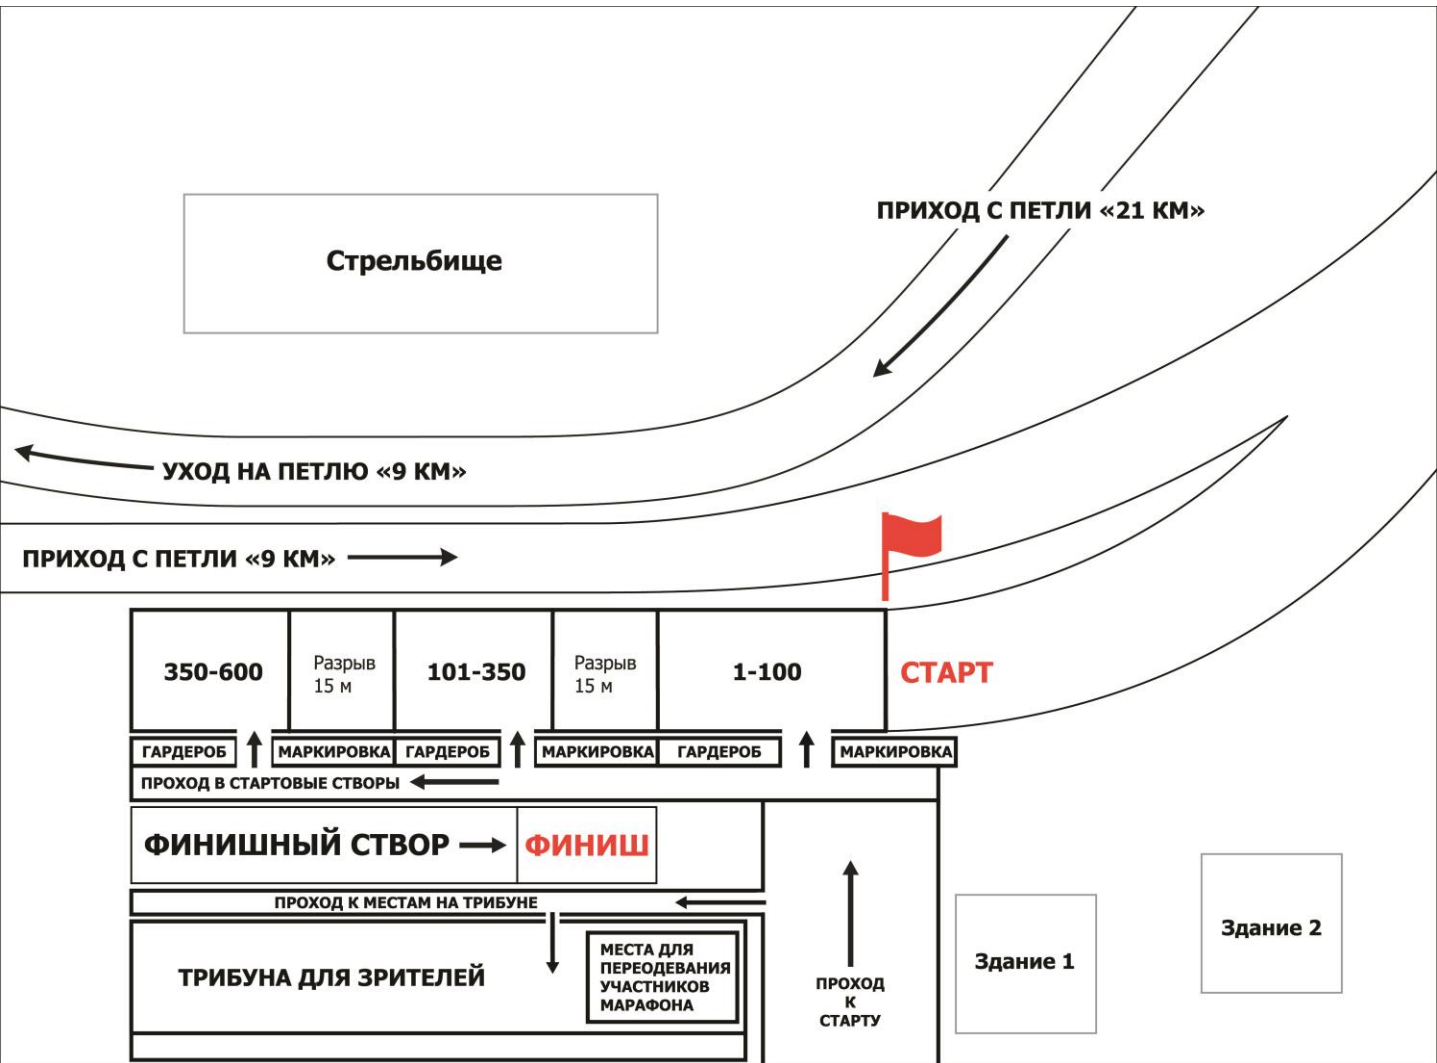 ПРИХОД С ПЕТЛИ «21 КМ»
Стрельбище
УХОД НА ПЕТЛЮ «9 КМ»
ПРИХОД С ПЕТЛИ «9 КМ»
350-600
Разрыв
15 м
101-350
Разрыв
15 м
1-100
СТАРТ
ГАРДЕРОБ
МАРКИРОВКА
ГАРДЕРОБ
МАРКИРОВКА
ГАРДЕРОБ
МАРКИРОВКА
ПРОХОД В СТАРТОВЫЕ СТВОРЫ
ФИНИШНЫЙ СТВОР
ФИНИШ
ПРОХОД К МЕСТАМ НА ТРИБУНЕ
ТРИБУНА ДЛЯ ЗРИТЕЛЕЙ
МЕСТА ДЛЯ
ПЕРЕОДЕВАНИЯ
УЧАСТНИКОВ
МАРАФОНА
ПРОХОД
К
СТАРТУ
Здание 1
Здание 2